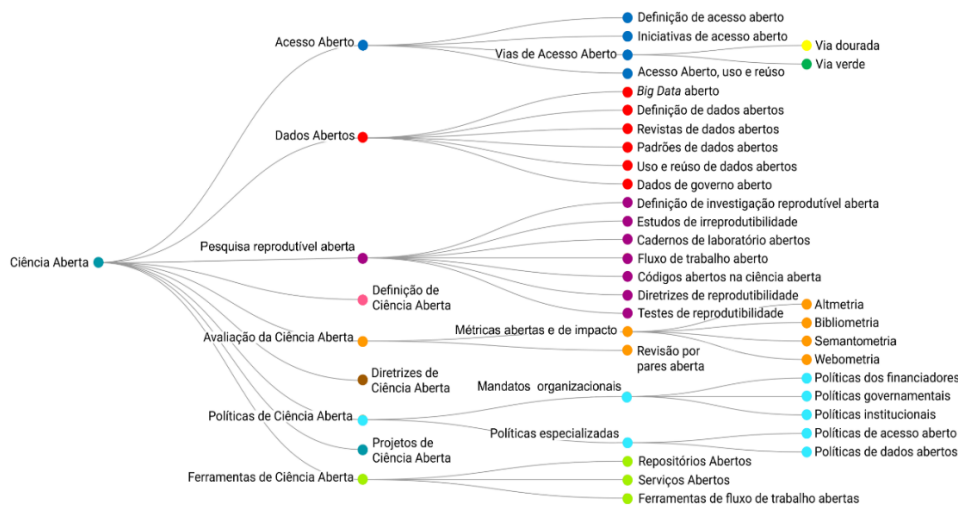 Ciência Aberta
Acesso Aberto
Definição de acesso aberto
Iniciativas de acesso aberto
Vias de Acesso Aberto
Via dourada
Via verde
Acesso Aberto, uso e reúso
Dados Abertos
Big Data aberto
Definição de dados abertos
Revistas de dados abertos
Padrões de dados abertos
Uso e reúso de dados abertos
Dados de governo aberto
Pesquisa reprodutível aberta
Definição de investigação reprodutível aberta
Estudos de irreprodutibilidade
Cadernos de laboratório abertos
Fluxo de trabalho aberto
Códigos abertos na ciência aberta
Diretrizes de reprodutibilidade
Testes de reprodutibilidade
Definição de
Ciência Aberta
Avaliação da Ciência Aberta
Métricas abertas e de impacto
Altmetria
Bibliometria
Semantometria
Webometria
Revisão por
pares aberta
Diretrizes de
Ciência Aberta
Políticas de Ciência Aberta
Mandatos organizacionais
Políticas dos financiadores
Políticas governamentais
Políticas institucionais
Políticas especializadas
Políticas de acesso aberto
Políticas de dados abertos
Projetos de
Ciência Aberta
Ferramentas de Ciência Aberta
Repositórios Abertos
Serviços Abertos
Ferramentas de fluxo de trabalho abertas